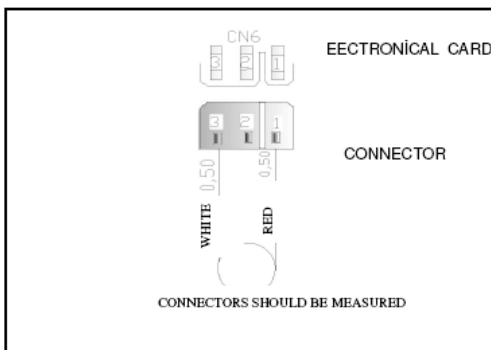 CN6
EECTRONİCAL CARD
3 2 1
3 2 1
CONNECTOR
0,50 0,50
WHITE RED
CONNECTORS SHOULD BE MEASURED